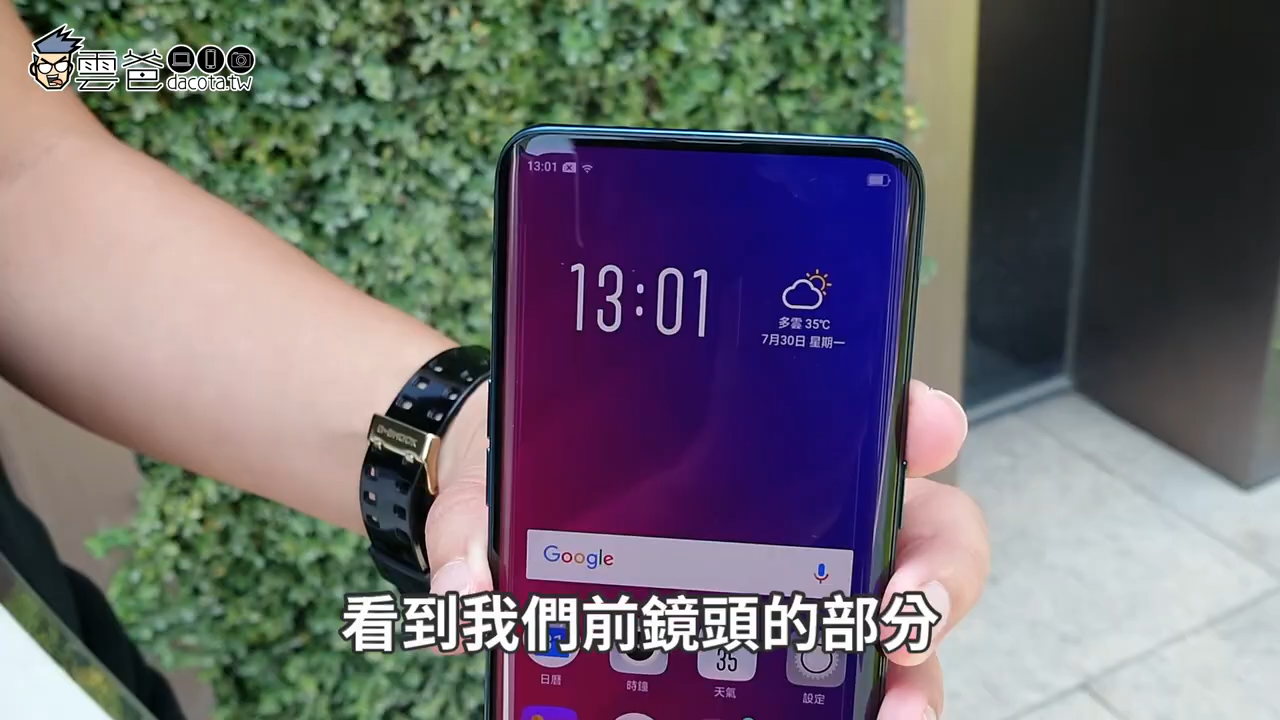 雲爸
dacota.tw
13:01
13:01
多雲 35℃
7月30日 星期一
G-SHOCK
Google
看到我們前鏡頭的部分
35
日曆
時鐘
天氣
設定